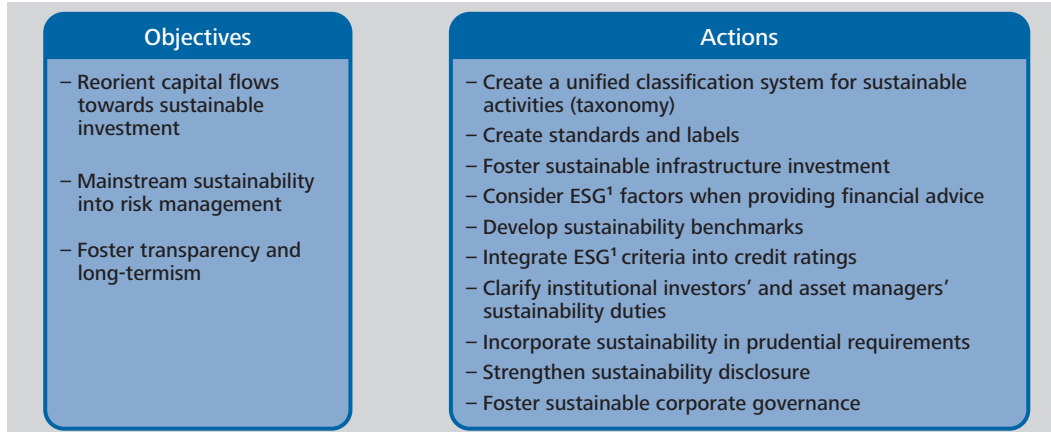 Objectives
– Reorient capital flows
towards sustainable
investment
– Mainstream sustainability
into risk management
– Foster transparency and
long-termism
Actions
– Create a unified classification system for sustainable
activities (taxonomy)
– Create standards and labels
– Foster sustainable infrastructure investment
– Consider ESG¹ factors when providing financial advice
– Develop sustainability benchmarks
– Integrate ESG¹ criteria into credit ratings
– Clarify institutional investors’ and asset managers’
sustainability duties
– Incorporate sustainability in prudential requirements
– Strengthen sustainability disclosure
– Foster sustainable corporate governance